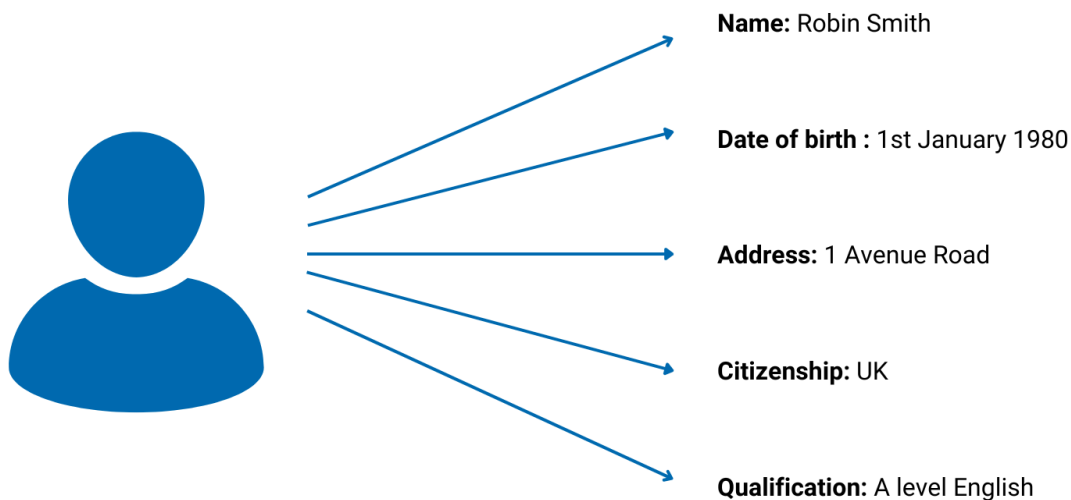 Name: Robin Smith
Date of birth : 1st January 1980
Address: 1 Avenue Road
Citizenship: UK
Qualification: A level English